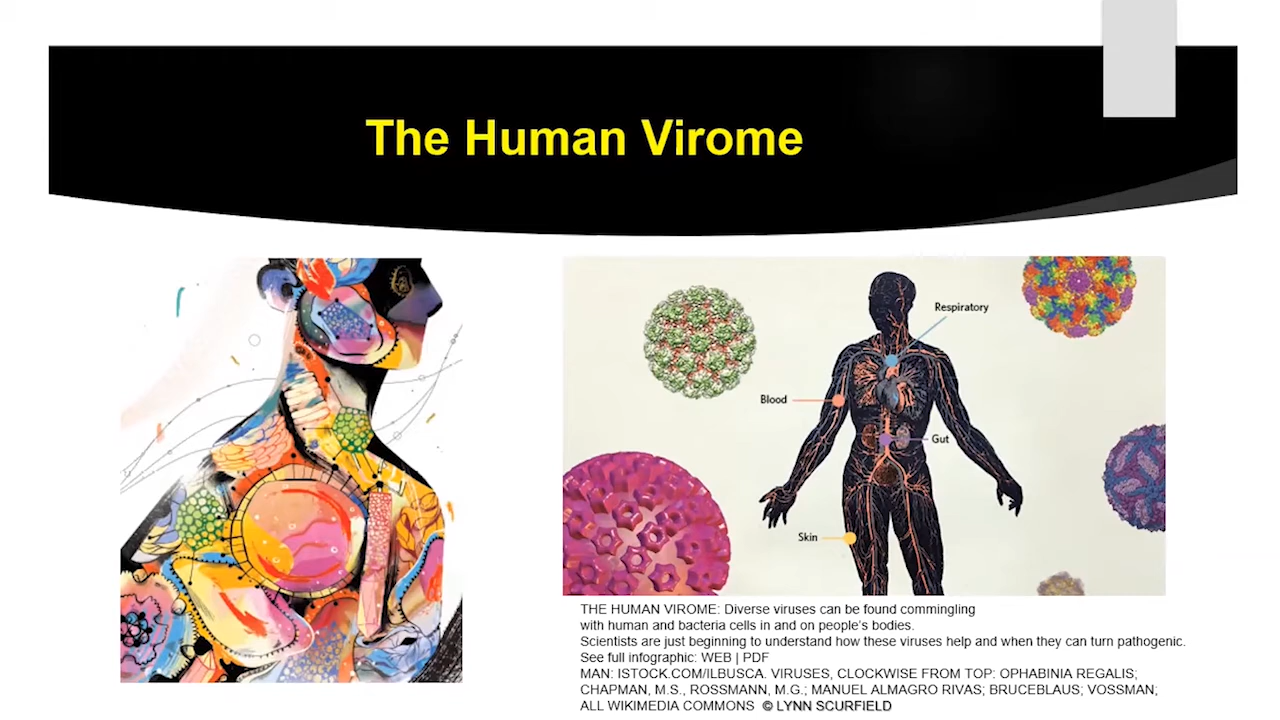 The Human Virome
Respiratory
Blood
Gut
Skin
THE HUMAN VIROME: Diverse viruses can be found commingling
with human and bacteria cells in and on people's bodies.
Scientists are just beginning to understand how these viruses help and when they can turn pathogenic.
See full infographic: WEB | PDF
MAN: ISTOCK.COM/ILBUSCA. VIRUSES, CLOCKWISE FROM TOP: OPHABINIA REGALIS;
CHAPMAN, M.S., ROSSMANN, M.G.; MANUEL ALMAGRO RIVAS; BRUCEBLAUS; VOSSMAN;
ALL WIKIMEDIA COMMONS © LYNN SCURFIELD